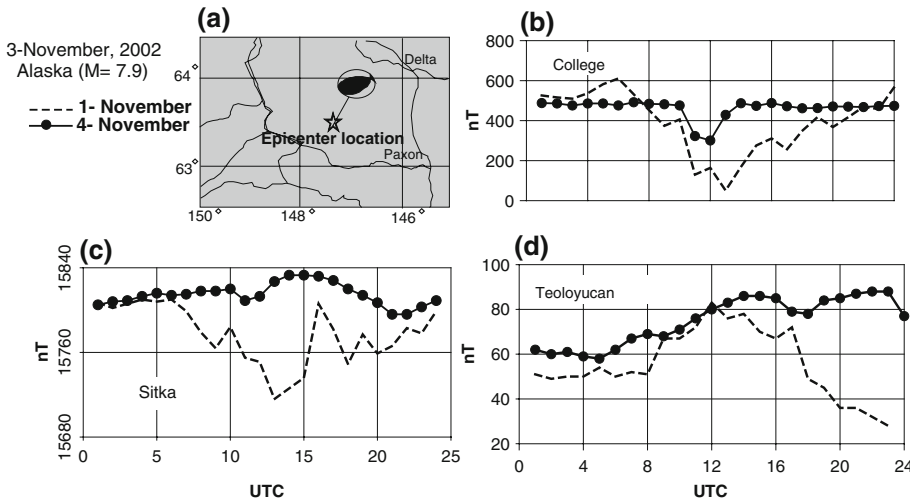 (a)
3-November, 2002
Alaska (M= 7.9)
1- November
4- November
64°
63°
150°
148°
146°
Delta
Epicenter location
Paxon
(b)
800
600
400
200
0
nT
College
(c)
15840
15760
15680
nT
Sitka
0 5 10 15 20 25
UTC
(d)
100
80
60
40
20
nT
Teoloyucan
0 4 8 12 16 20 24
UTC